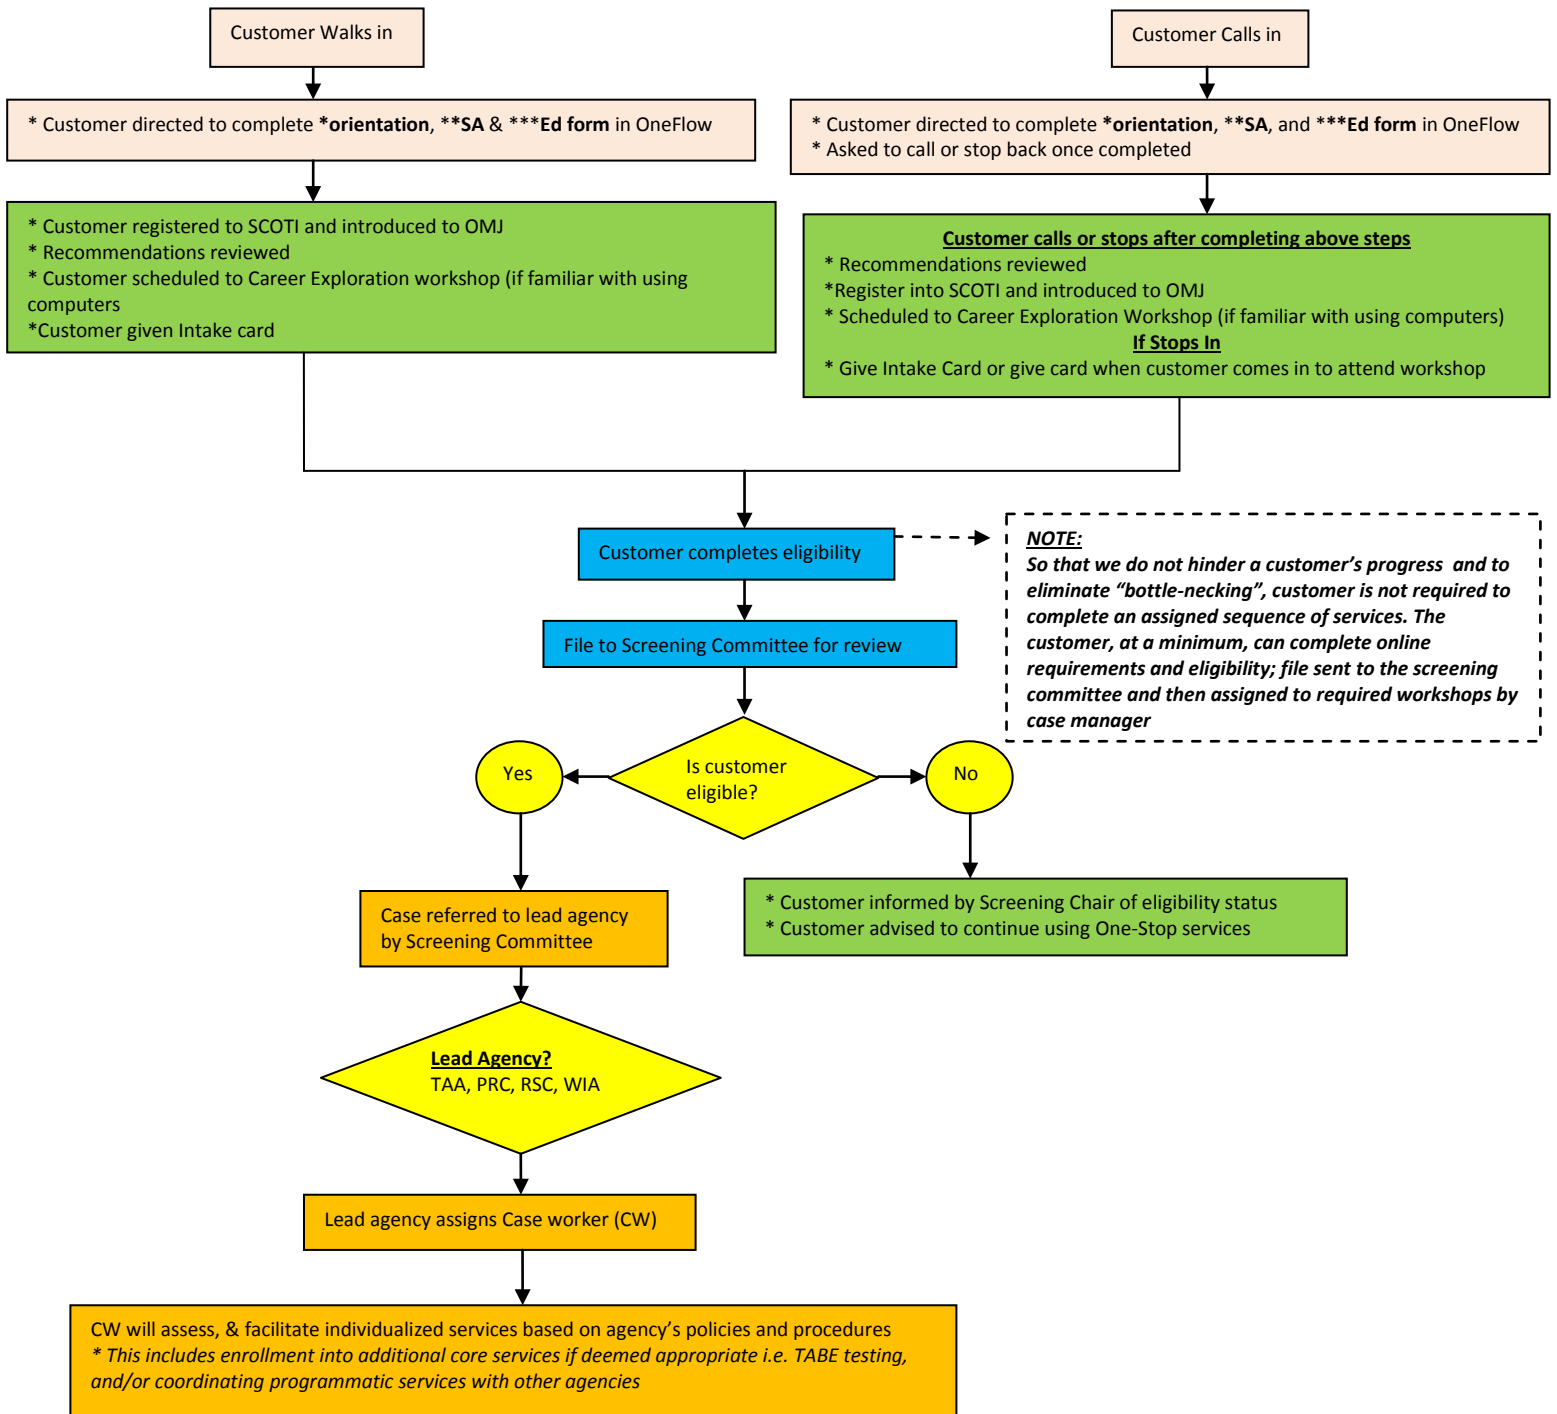 Customer Walks in
Customer Calls in
* Customer directed to complete *orientation, **SA & ***Ed form in OneFlow
* Customer directed to complete *orientation, **SA, and ***Ed form in OneFlow
* Asked to call or stop back once completed
* Customer registered to SCOTI and introduced to OMJ
* Recommendations reviewed
* Customer scheduled to Career Exploration workshop (if familiar with using
computers
*Customer given Intake card
Customer calls or stops after completing above steps
* Recommendations reviewed
*Register into SCOTI and introduced to OMJ
* Scheduled to Career Exploration Workshop (if familiar with using computers)
If Stops In
* Give Intake Card or give card when customer comes in to attend workshop
Customer completes eligibility
NOTE:
So that we do not hinder a customer’s progress and to
eliminate “bottle-necking”, customer is not required to
complete an assigned sequence of services. The
customer, at a minimum, can complete online
requirements and eligibility; file sent to the screening
committee and then assigned to required workshops by
case manager
File to Screening Committee for review
Is customer
eligible?
Yes
No
Case referred to lead agency
by Screening Committee
* Customer informed by Screening Chair of eligibility status
* Customer advised to continue using One-Stop services
Lead Agency?
TAA, PRC, RSC, WIA
Lead agency assigns Case worker (CW)
CW will assess, & facilitate individualized services based on agency’s policies and procedures
* This includes enrollment into additional core services if deemed appropriate i.e. TABE testing,
and/or coordinating programmatic services with other agencies